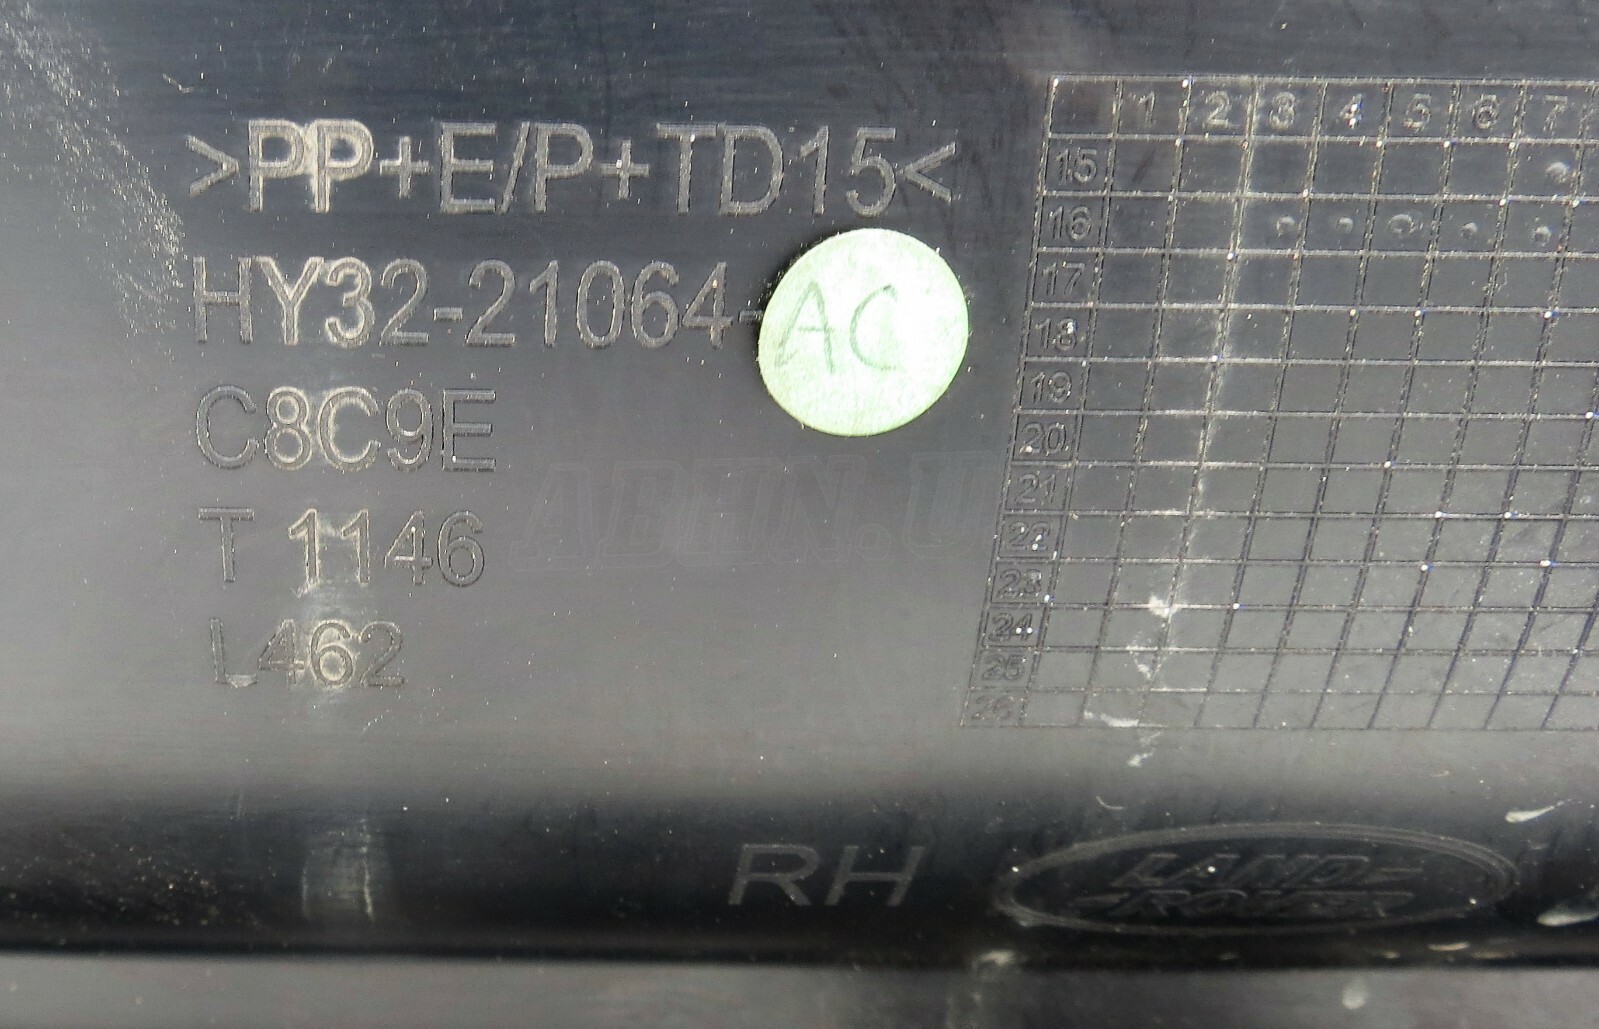 >PP+E/P+TD15<
HY32-21064-AC
C8C9E
T 1146
L462
1 2 3 4 5 6 7
15
16
17
18
19
20
21
22
23
24
25
26
RH
LAND
ROVER